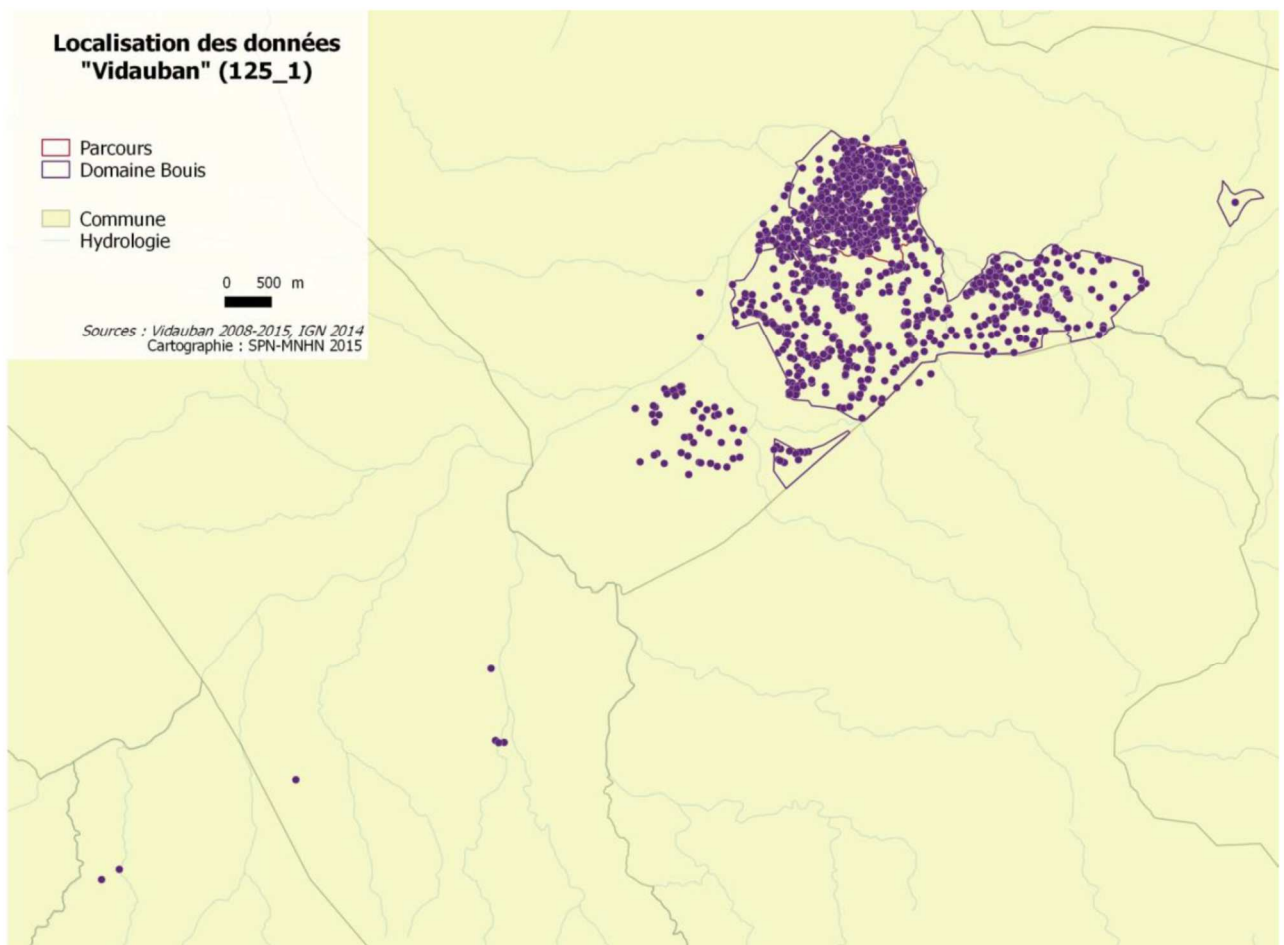 Localisation des données
"Vidauban" (125_1)
Parcours
Domaine Bouis
Commune
Hydrologie
0 500 m
Sources : Vidauban 2008-2015, IGN 2014
Cartographie : SPN-MNHN 2015